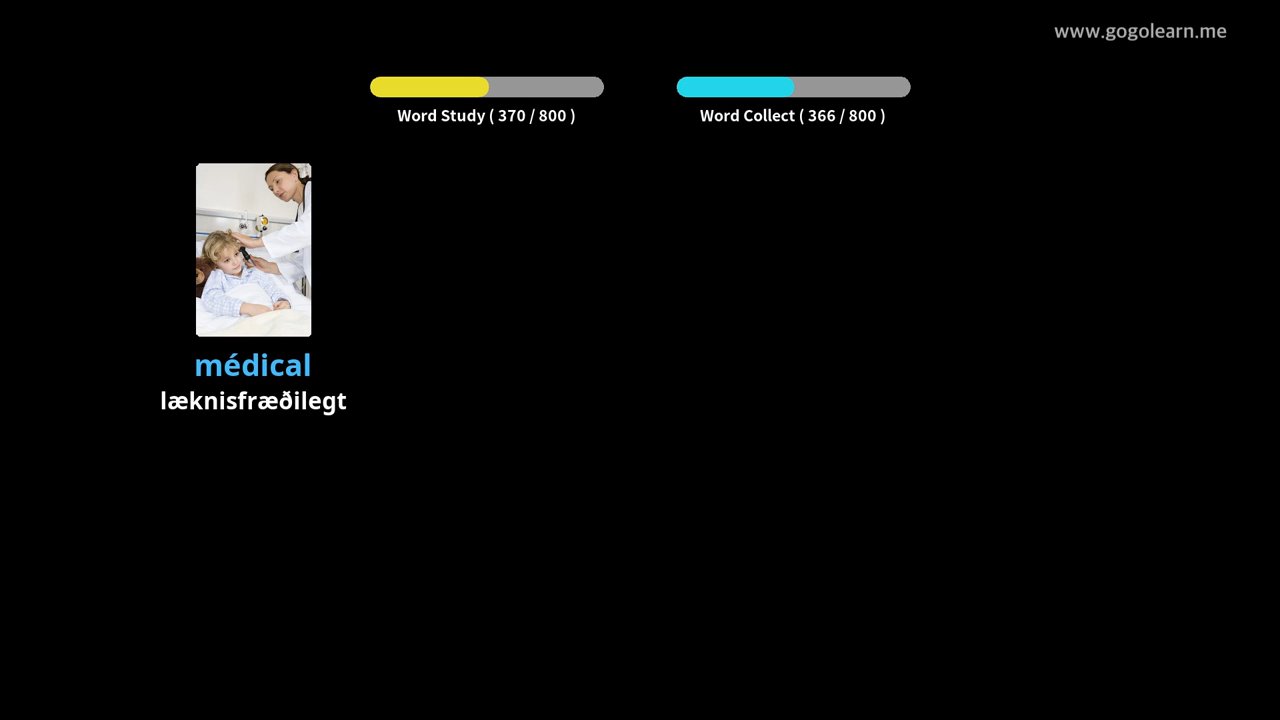 www.gogolearn.me
Word Study ( 370 / 800 )
Word Collect ( 366 / 800 )
médical
læknisfræðilegt